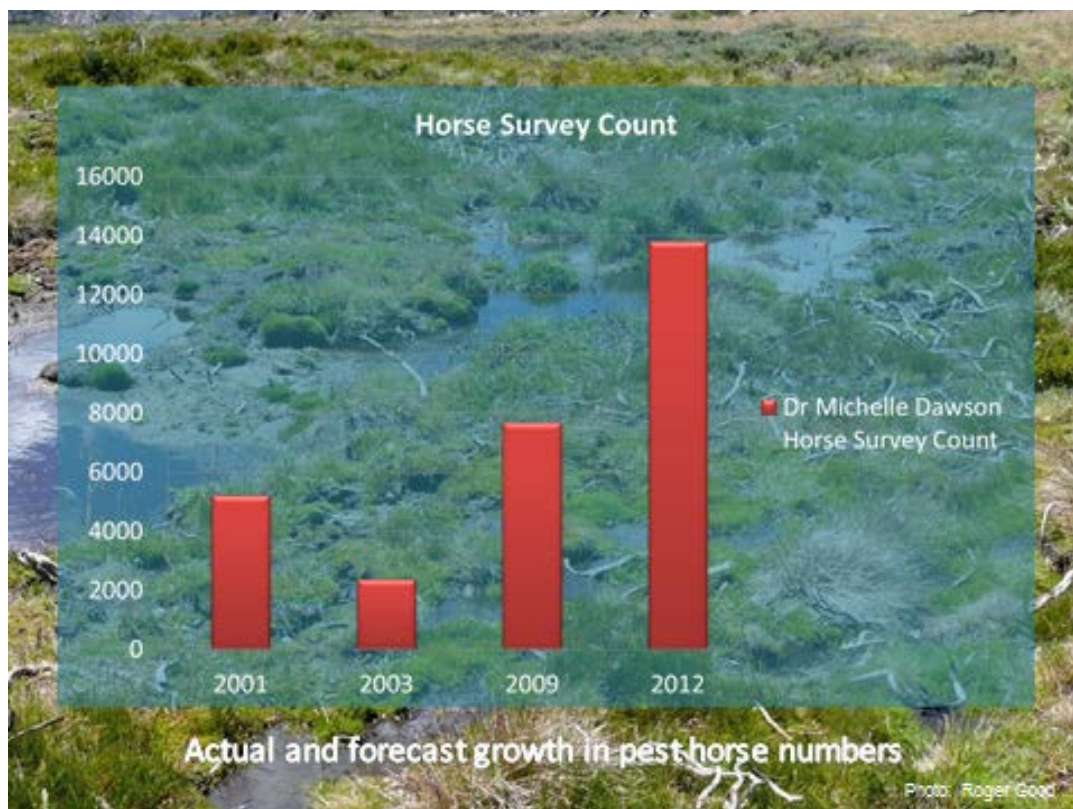 Horse Survey Count
16000
14000
12000
10000
8000
6000
4000
2000
0
2001 2003 2009 2012
Dr Michelle Dawson
Horse Survey Count
Actual and forecast growth in pest horse numbers
Photo: Roger Good